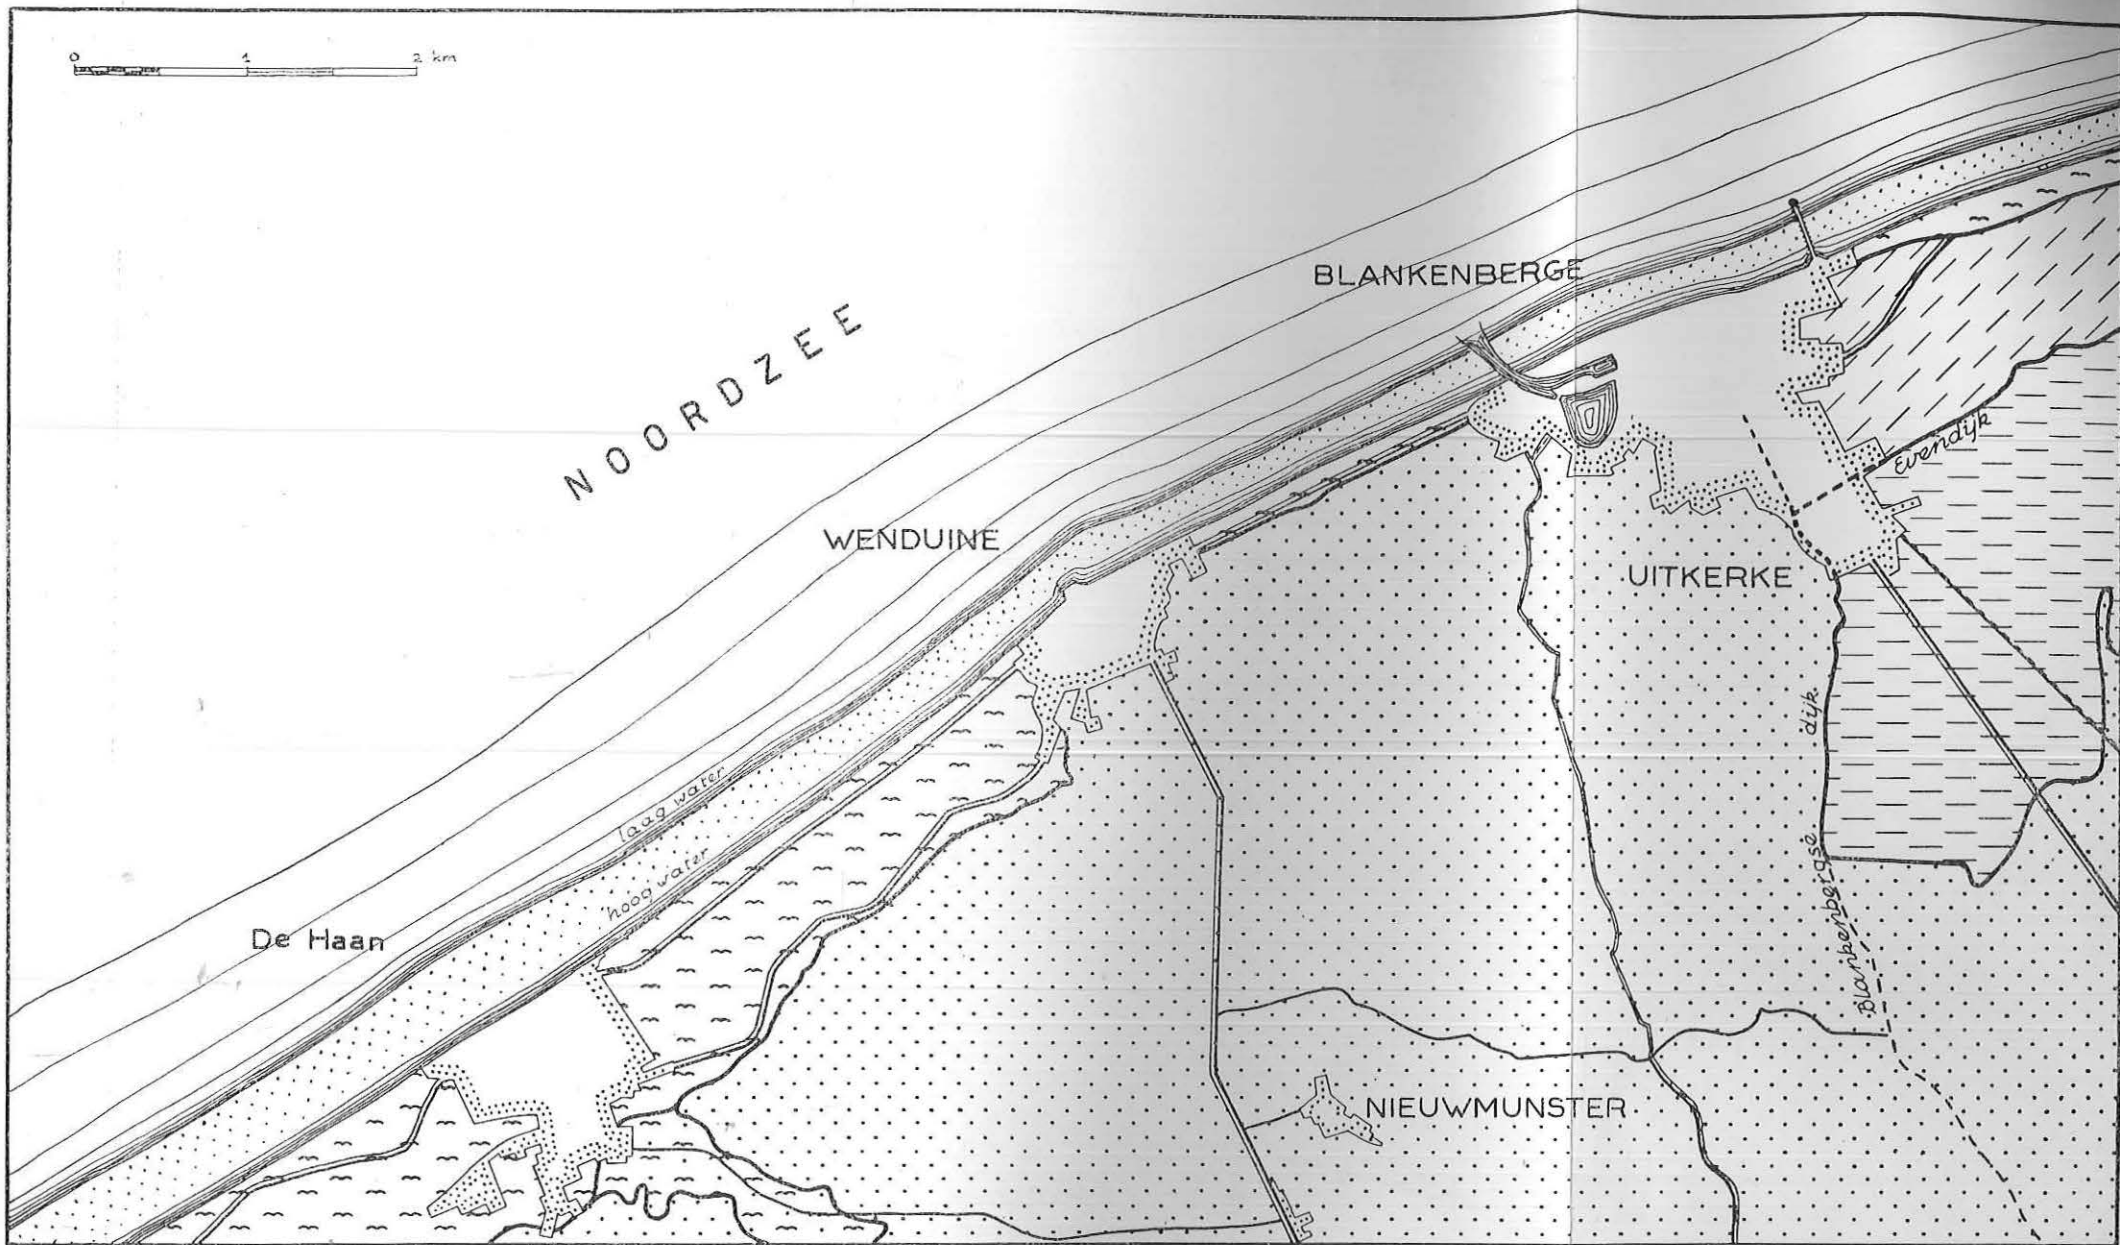 0 1 2 km
BLANKENBERGE
NOORDZEE
Evendijk
WENDUINE
UITKERKE
laag water
hoog water
Blankenbergse dijk
De Haan
NIEUWMUNSTER